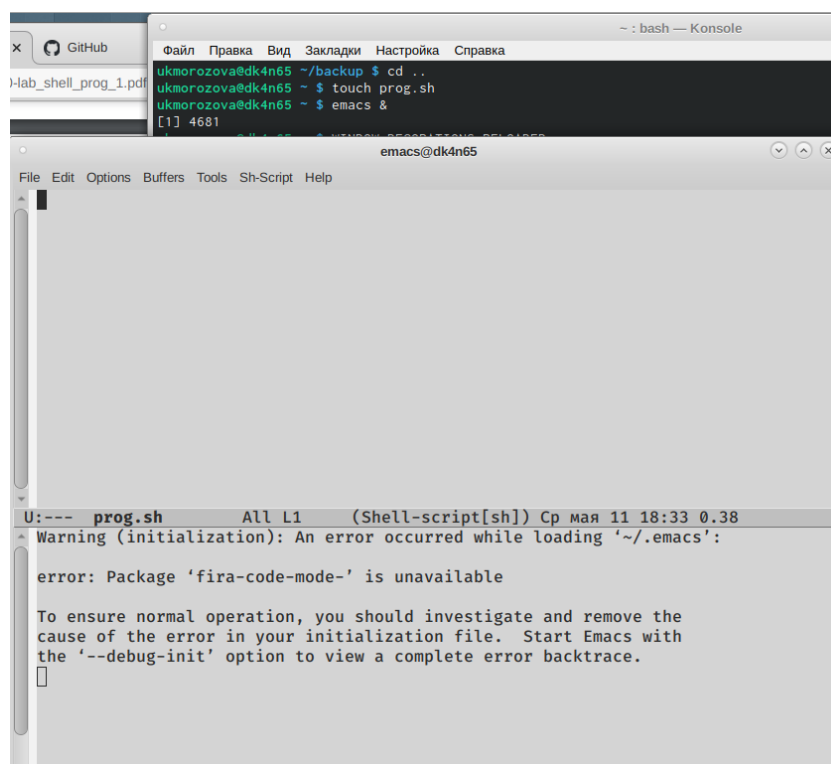 ~ : bash — Konsole
× GitHub
Файл Правка Вид Закладки Настройка Справка
-lab_shell_prog_1.pdf
ukmorozova@dk4n65 ~/backup $ cd ..
ukmorozova@dk4n65 ~ $ touch prog.sh
ukmorozova@dk4n65 ~ $ emacs &
[1] 4681
emacs@dk4n65
File Edit Options Buffers Tools Sh-Script Help
U:--- prog.sh All L1 (Shell-script[sh]) Ср мая 11 18:33 0.38
Warning (initialization): An error occurred while loading ‘~/.emacs’:
error: Package ‘fira-code-mode-’ is unavailable
To ensure normal operation, you should investigate and remove the
cause of the error in your initialization file. Start Emacs with
the ‘--debug-init’ option to view a complete error backtrace.